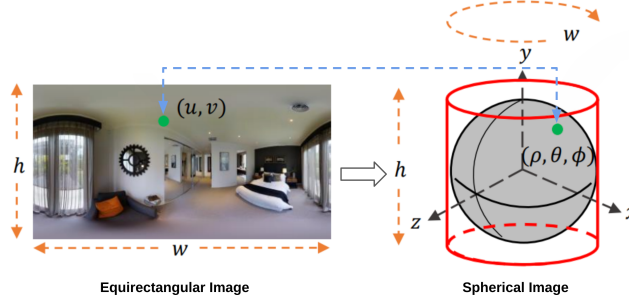 w
y
(u, v)
h
h
(ρ, θ, ϕ)
z
w
Equirectangular Image
Spherical Image